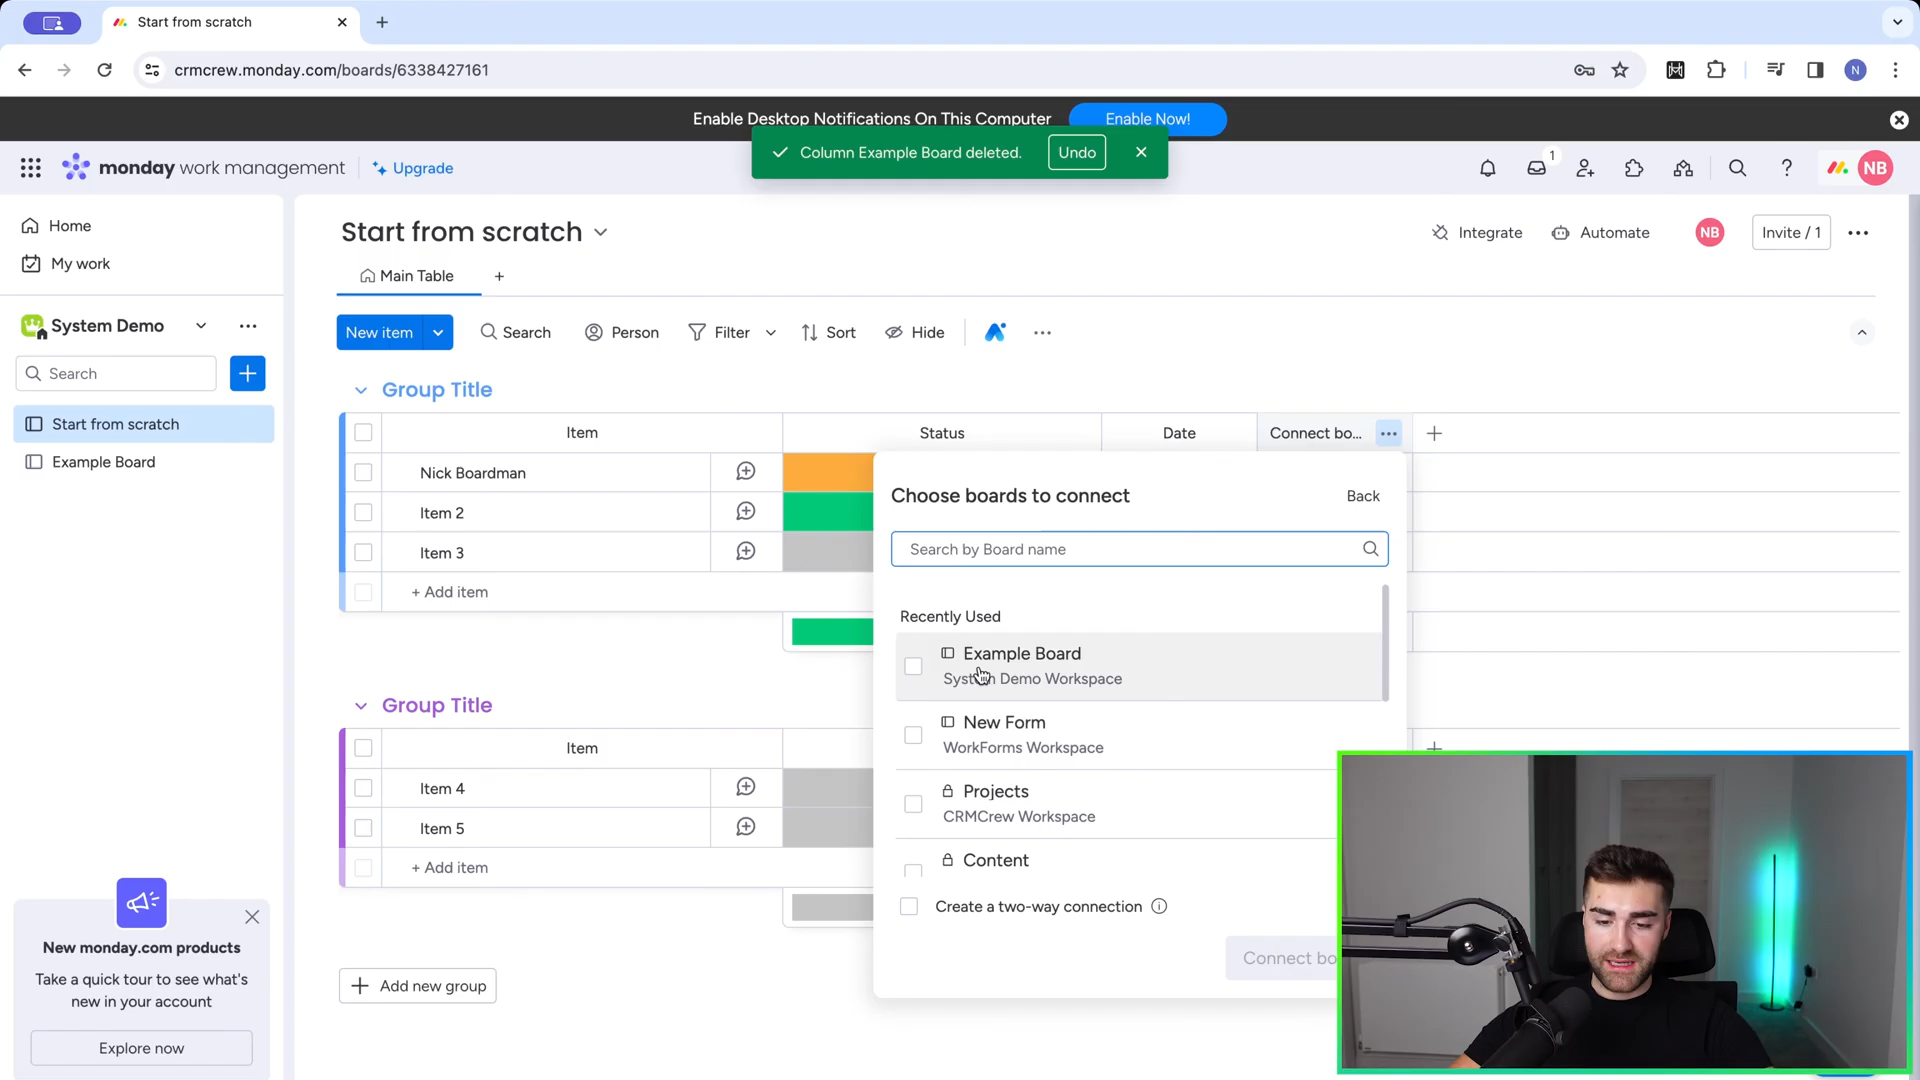 Start from scratch
crmcrew.monday.com/boards/6338427161
N
Enable Desktop Notifications On This Computer
Enable Now!
Column Example Board deleted.
Undo
monday work management
Upgrade
1
NB
Home
My work
System Demo
Search
Start from scratch
Example Board
Start from scratch
Integrate
Automate
NB
Invite / 1
Main Table
New item
Search
Person
Filter
Sort
Hide
Group Title
Item
Status
Date
Connect bo...
Nick Boardman
Item 2
Item 3
+ Add item
Choose boards to connect
Back
Search by Board name
Recently Used
Example Board
System Demo Workspace
New Form
WorkForms Workspace
Projects
CRMCrew Workspace
Content
Create a two-way connection
Connect bo
Group Title
Item
Item 4
Item 5
+ Add item
Add new group
New monday.com products
Take a quick tour to see what's
new in your account
Explore now